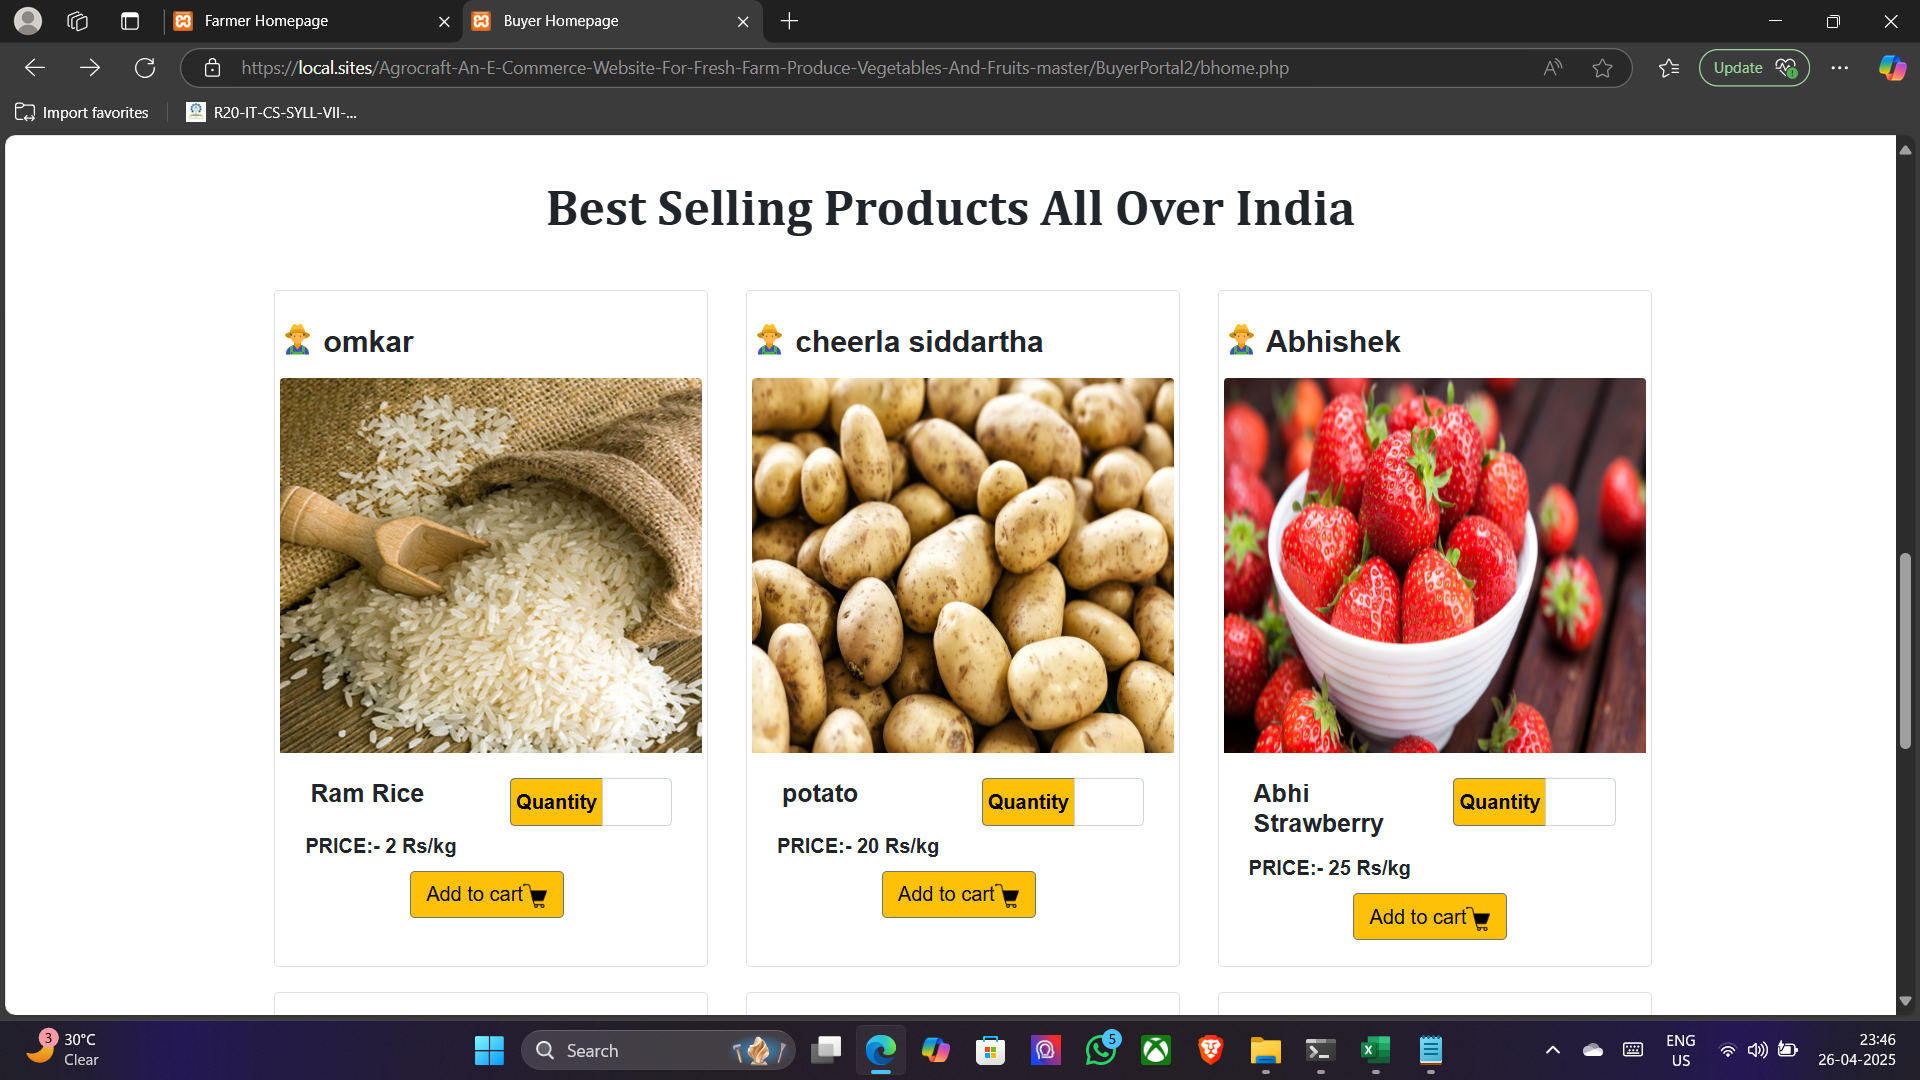 Farmer Homepage
Buyer Homepage
https://local.sites/Agrocraft-An-E-Commerce-Website-For-Fresh-Farm-Produce-Vegetables-And-Fruits-master/BuyerPortal2/bhome.php
Update
Import favorites
R20-IT-CS-SYLL-VII-...
Best Selling Products All Over India
omkar
cheerla siddartha
Abhishek
Ram Rice
Quantity
PRICE:- 2 Rs/kg
Add to cart
potato
Quantity
PRICE:- 20 Rs/kg
Add to cart
Abhi
Strawberry
Quantity
PRICE:- 25 Rs/kg
Add to cart
3
30°C
Clear
Search
5
ENG
US
23:46
26-04-2025